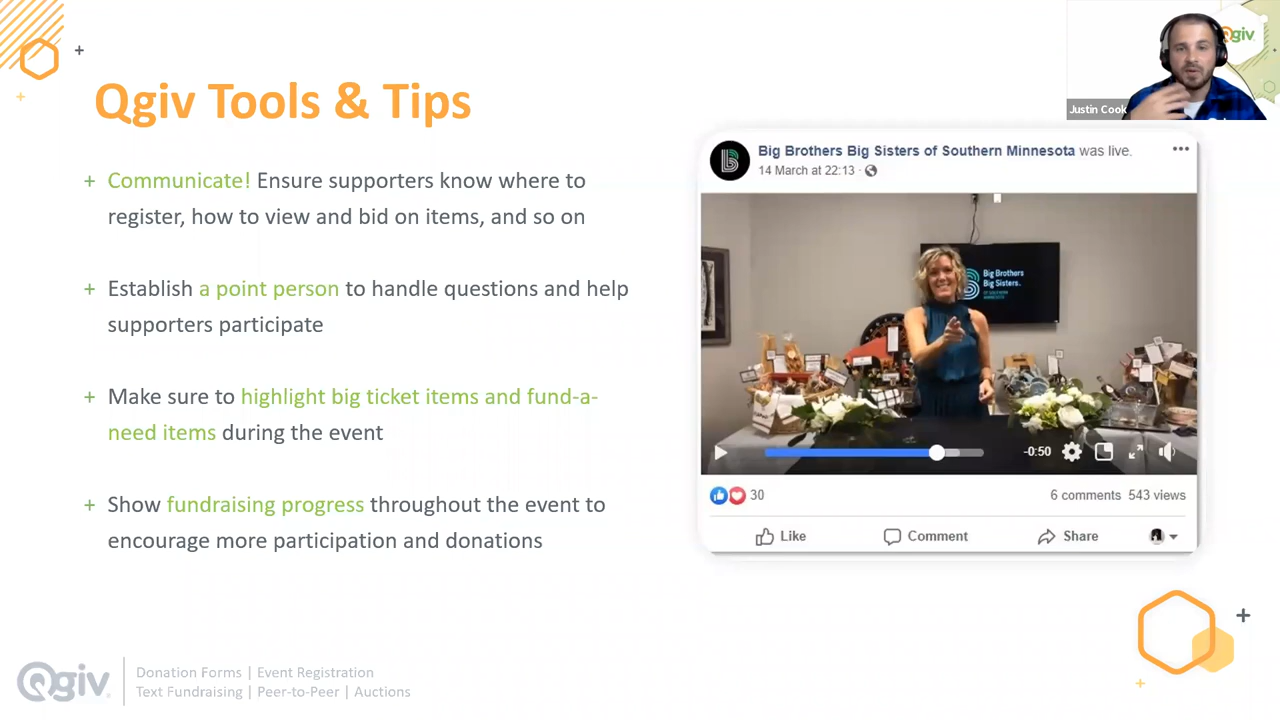 Qgiv Tools & Tips
+ Communicate! Ensure supporters know where to
register, how to view and bid on items, and so on
+ Establish a point person to handle questions and help
supporters participate
+ Make sure to highlight big ticket items and fund-a-
need items during the event
+ Show fundraising progress throughout the event to
encourage more participation and donations
giv
Justin Cook
Big Brothers Big Sisters of Southern Minnesota was live.
14 March at 22:13 ·
Big Brothers
Big Sisters.
OF SOUTHERN
MINNESOTA
-0:50
30
6 comments 543 views
Like
Comment
Share
Qgiv
Donation Forms | Event Registration
Text Fundraising | Peer-to-Peer | Auctions